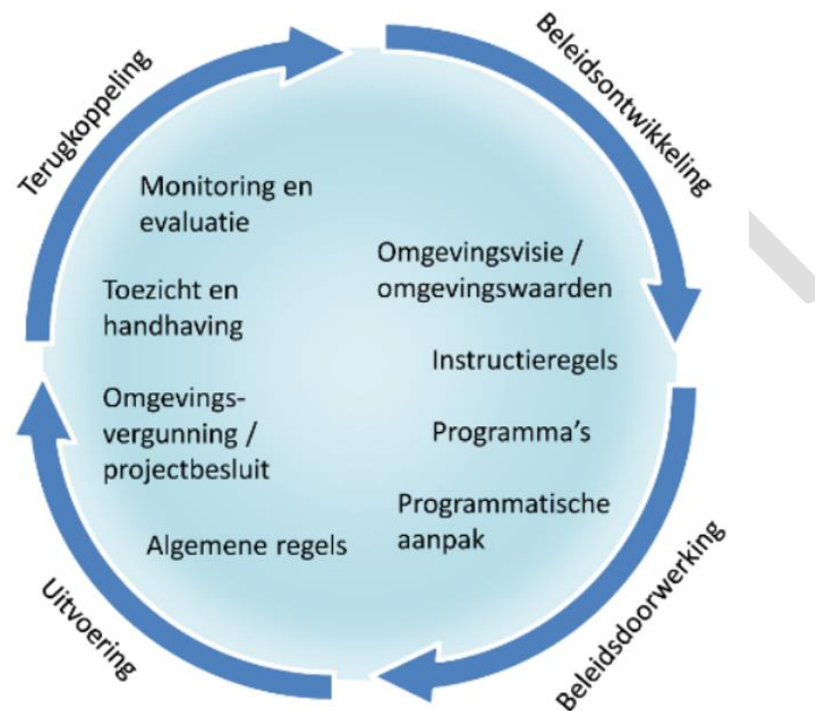 Beleidsontwikkeling
Omgevingsvisie /
omgevingswaarden
Instructieregels
Programma's
Programmatische
aanpak
Beleidsdoorwerking
Algemene regels
Uitvoering
Omgevings-
vergunning /
projectbesluit
Toezicht en
handhaving
Monitoring en
evaluatie
Terugkoppeling